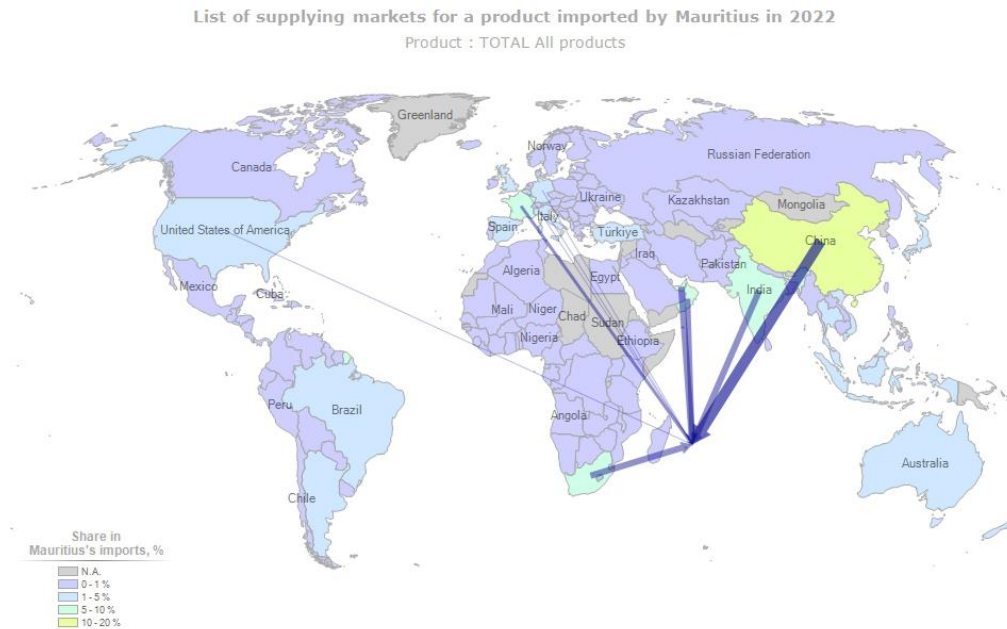 List of supplying markets for a product imported by Mauritius in 2022
Product : TOTAL All products
Greenland
Norway
Russian Federation
Canada
Ukraine
Kazakhstan
Mongolia
United States of America
Spain
Italy
Türkiye
China
Iraq
Pakistan
Algeria
Egypt
India
Mexico
Cuba
Mali
Niger
Chad
Sudan
Nigeria
Ethiopia
Peru
Brazil
Angola
Australia
Chile
Share in
Mauritius's imports, %
N.A.
0 - 1 %
1 - 5 %
5 - 10 %
10 - 20 %